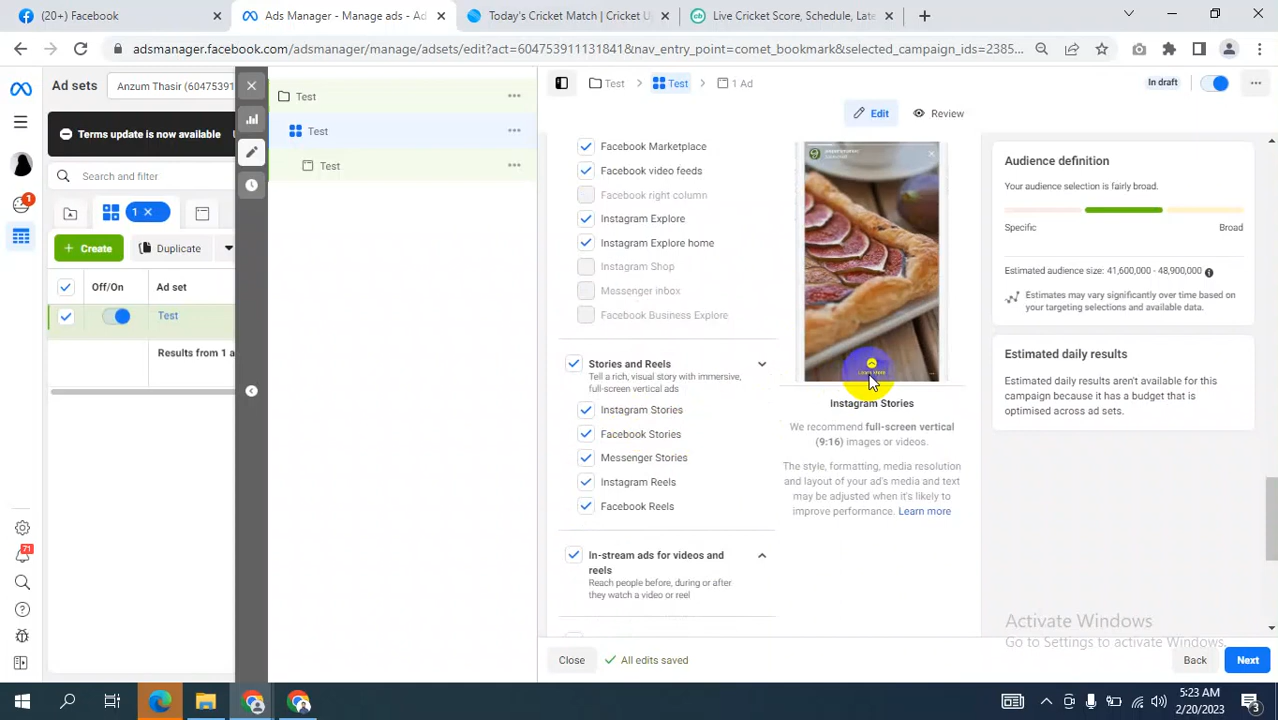 (20+) Facebook
Ads Manager - Manage ads - Ad
Today's Cricket Match | Cricket U
Live Cricket Score, Schedule, Late
adsmanager.facebook.com/adsmanager/manage/adsets/edit?act=604753911131841&nav_entry_point=comet_bookmark&selected_campaign_ids=2385...
Ad sets
Anzum Thasir (60475391
Terms update is now available
Search and filter
1
1
Create
Duplicate
Off/On
Ad set
Test
Results from 1 a
71
Test
Test
Test
Test
Test
1 Ad
In draft
Edit
Review
Facebook Marketplace
Facebook video feeds
Facebook right column
Instagram Explore
Instagram Explore home
Instagram Shop
Messenger inbox
Facebook Business Explore
Stories and Reels
Tell a rich, visual story with immersive,
full-screen vertical ads
Instagram Stories
Facebook Stories
Messenger Stories
Instagram Reels
Facebook Reels
In-stream ads for videos and
reels
Reach people before, during or after
they watch a video or reel
Learn More
Instagram Stories
We recommend full-screen vertical
(9:16) images or videos.
The style, formatting, media resolution
and layout of your ad's media and text
may be adjusted when it's likely to
improve performance. Learn more
Audience definition
Your audience selection is fairly broad.
Specific
Broad
Estimated audience size: 41,600,000 - 48,900,000
Estimates may vary significantly over time based on
your targeting selections and available data.
Estimated daily results
Estimated daily results aren't available for this
campaign because it has a budget that is
optimised across ad sets.
Activate Windows
Go to Settings to activate Windows.
Close
All edits saved
Back
Next
5:23 AM
2/20/2023
3